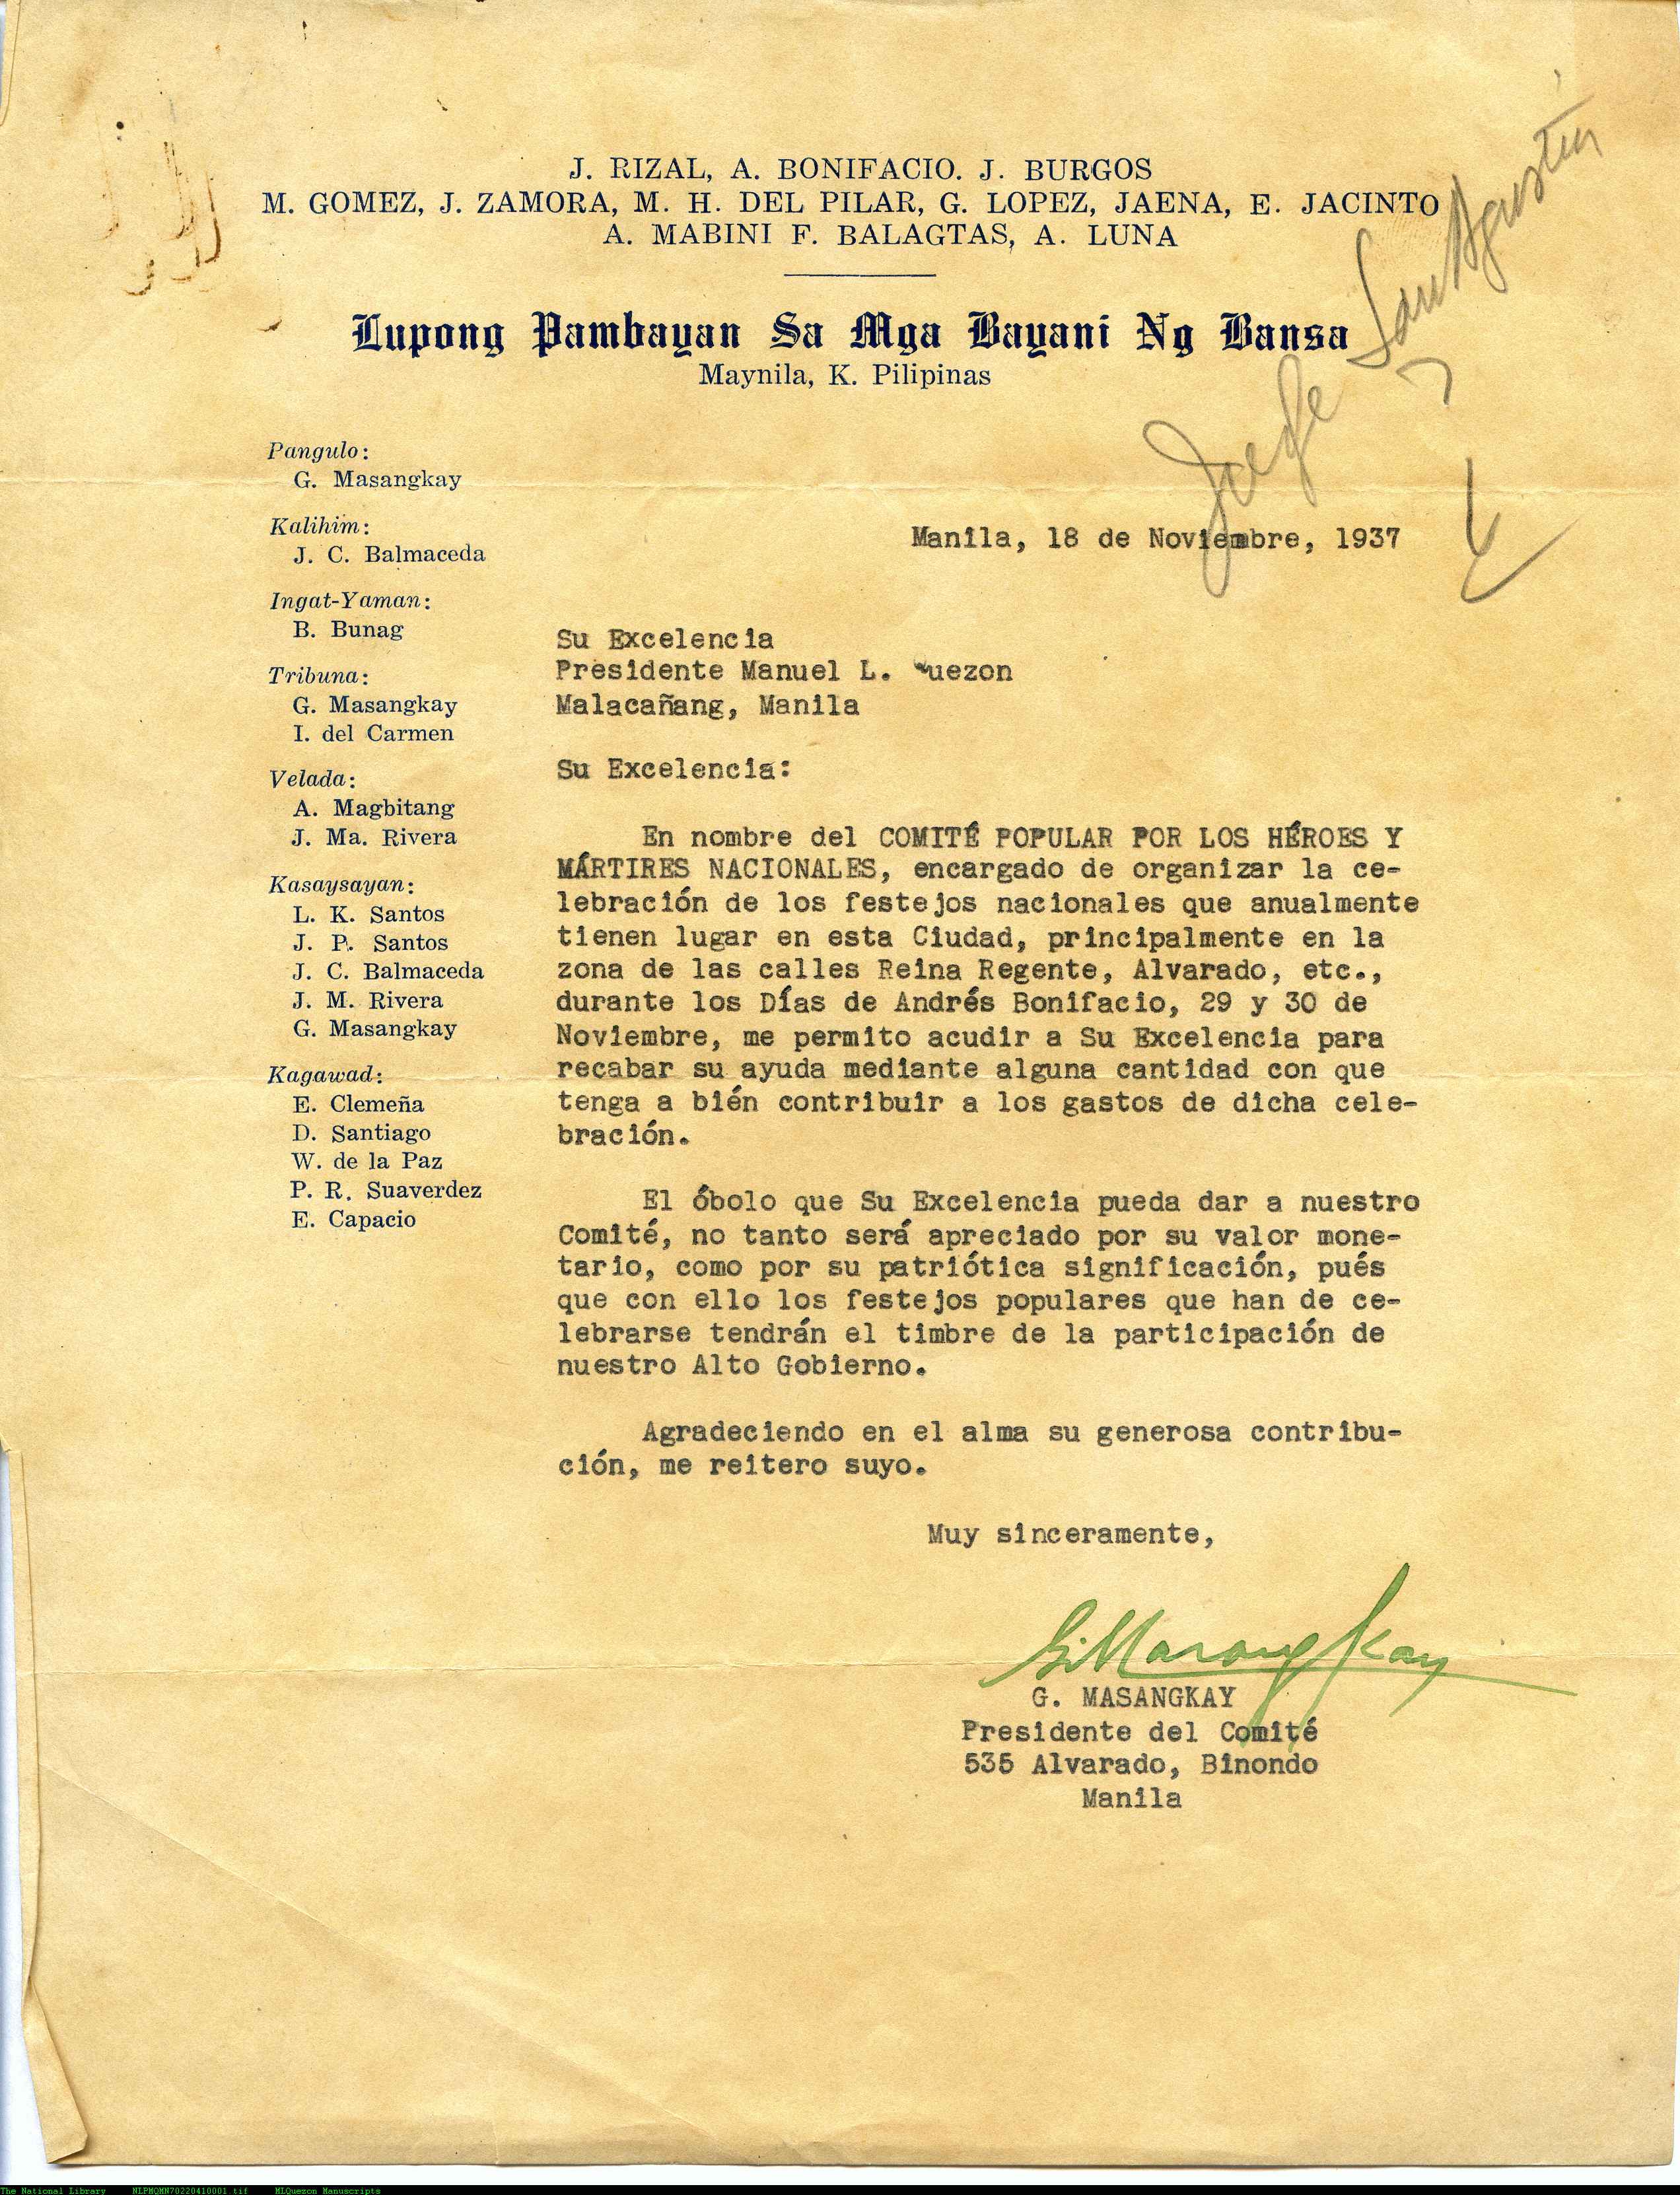 J. RIZAL, A. BONIFACIO. J. BURGOS
M. GOMEZ, J. ZAMORA, M. H. DEL PILAR, G. LOPEZ, JAENA, E. JACINTO
A. MABINI F. BALAGTAS, A. LUNA
Lupong Pambayan Sa Mga Bayani Ng Bansa
Maynila, K. Pilipinas
Jorge
San Agustin
Pangulo:
G. Masangkay
Kalihim:
J. C. Balmaceda
Ingat-Yaman:
B. Bunag
Tribuna:
G. Masangkay
I. del Carmen
Velada:
A. Magbitang
J. Ma. Rivera
Kasaysayan:
L. K. Santos
J. P. Santos
J. C. Balmaceda
J. M. Rivera
G. Masangkay
Kagawad:
E. Clemeña
D. Santiago
W. de la Paz
P. R. Suaverdez
E. Capacio
Manila, 18 de Noviembre, 1937
Su Excelencia
Presidente Manuel L. Quezon
Malacañang, Manila
Su Excelencia:
En nombre del COMITÉ POPULAR POR LOS HÉROES Y
MÁRTIRES NACIONALES, encargado de organizar la ce-
lebración de los festejos nacionales que anualmente
tienen lugar en esta Ciudad, principalmente en la
zona de las calles Reina Regente, Alvarado, etc.,
durante los Días de Andrés Bonifacio, 29 y 30 de
Noviembre, me permito acudir a Su Excelencia para
recabar su ayuda mediante alguna cantidad con que
tenga a bién contribuir a los gastos de dicha cele-
bración.
El óbolo que Su Excelencia pueda dar a nuestro
Comité, no tanto será apreciado por su valor mone-
tario, como por su patriótica significación, pués
que con ello los festejos populares que han de ce-
lebrarse tendrán el timbre de la participación de
nuestro Alto Gobierno.
Agradeciendo en el alma su generosa contribu-
ción, me reitero suyo.
Muy sinceramente,
G. Masangkay
G. MASANGKAY
Presidente del Comité
535 Alvarado, Binondo
Manila
The National Library NLPMQMN70220410001 tif MLQuezon Manuscripts